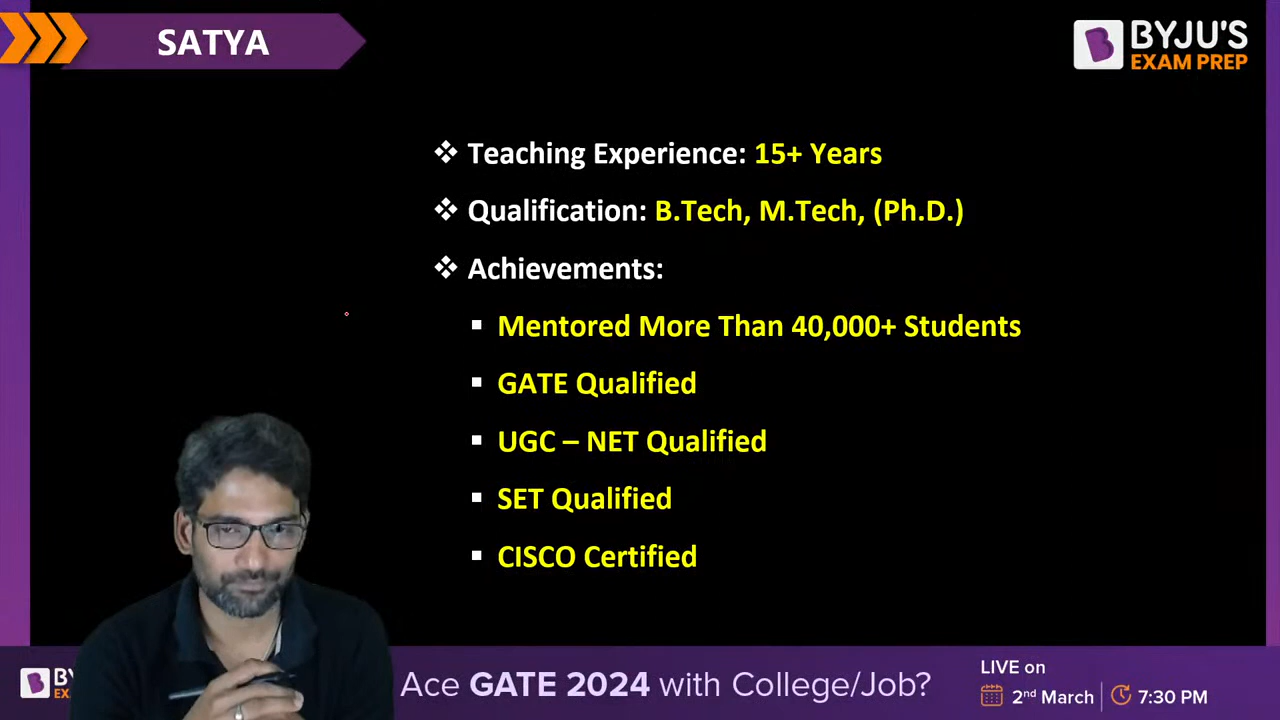 SATYA
BYJU'S
EXAM PREP
Teaching Experience: 15+ Years
Qualification: B.Tech, M.Tech, (Ph.D.)
Achievements:
Mentored More Than 40,000+ Students
GATE Qualified
UGC – NET Qualified
SET Qualified
CISCO Certified
Ace GATE 2024 with College/Job?
LIVE on
2nd March
7:30 PM